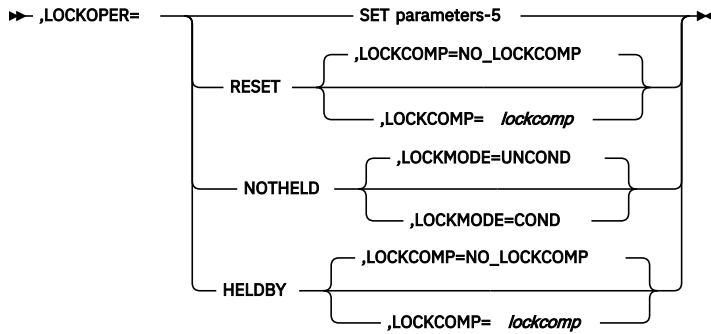 ,LOCKOPER= SET parameters-5
,LOCKCOMP=NO_LOCKCOMP
RESET
,LOCKCOMP= lockcomp
,LOCKMODE=UNCOND
NOTHELD
,LOCKMODE=COND
,LOCKCOMP=NO_LOCKCOMP
HELDBY
,LOCKCOMP= lockcomp